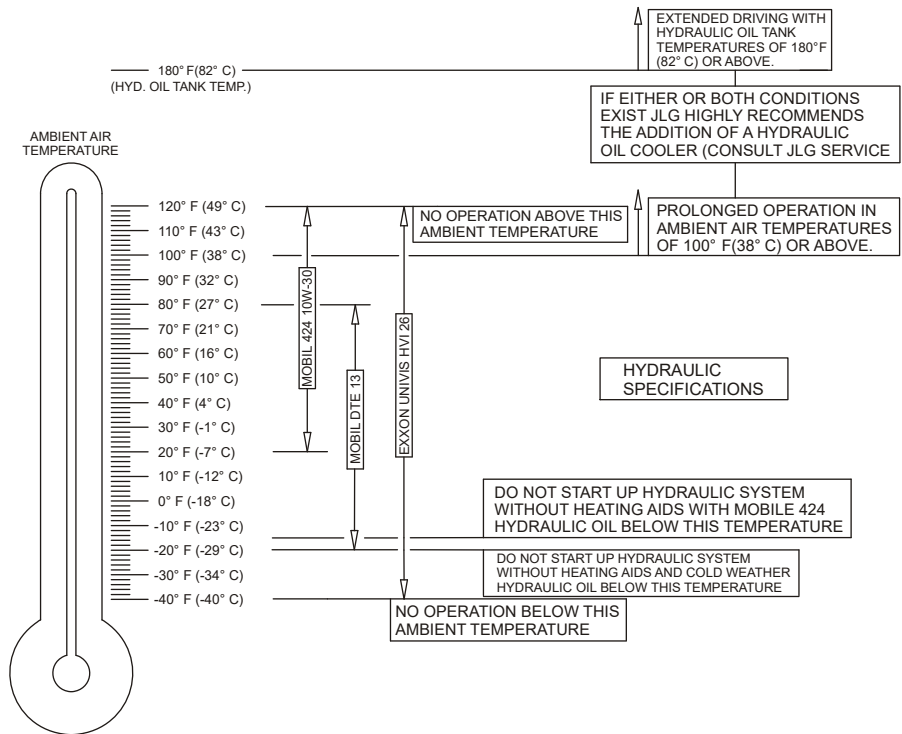 EXTENDED DRIVING WITH
HYDRAULIC OIL TANK
TEMPERATURES OF 180°F
(82° C) OR ABOVE.
180° F(82° C)
(HYD. OIL TANK TEMP.)
IF EITHER OR BOTH CONDITIONS
EXIST JLG HIGHLY RECOMMENDS
THE ADDITION OF A HYDRAULIC
OIL COOLER (CONSULT JLG SERVICE
AMBIENT AIR
TEMPERATURE
120° F (49° C)
110° F (43° C)
100° F (38° C)
90° F (32° C)
80° F (27° C)
70° F (21° C)
60° F (16° C)
50° F (10° C)
40° F (4° C)
30° F (-1° C)
20° F (-7° C)
10° F (-12° C)
0° F (-18° C)
-10° F (-23° C)
-20° F (-29° C)
-30° F (-34° C)
-40° F (-40° C)
MOBIL 424 10W-30
MOBIL DTE 13
EXXON UNIVIS HVI 26
NO OPERATION ABOVE THIS
AMBIENT TEMPERATURE
PROLONGED OPERATION IN
AMBIENT AIR TEMPERATURES
OF 100° F(38° C) OR ABOVE.
HYDRAULIC
SPECIFICATIONS
DO NOT START UP HYDRAULIC SYSTEM
WITHOUT HEATING AIDS WITH MOBILE 424
HYDRAULIC OIL BELOW THIS TEMPERATURE
DO NOT START UP HYDRAULIC SYSTEM
WITHOUT HEATING AIDS AND COLD WEATHER
HYDRAULIC OIL BELOW THIS TEMPERATURE
NO OPERATION BELOW THIS
AMBIENT TEMPERATURE